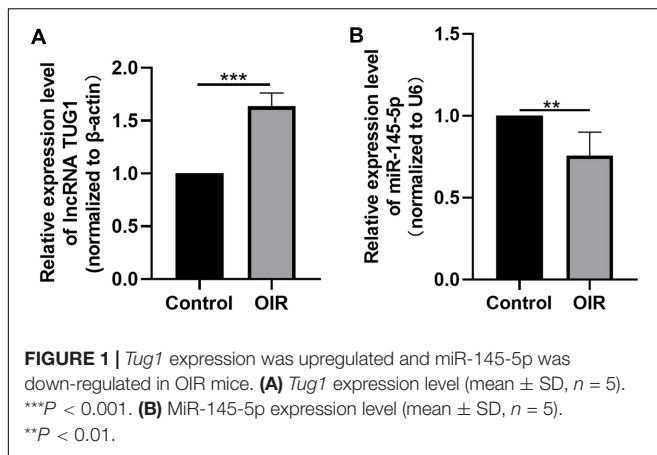 A
Relative expression level
of lncRNA TUG1
(normalized to β-actin）
2.0
1.5
1.0
0.5
0.0
***
Control
OIR
B
Relative expression level
of miR-145-5p
（normalized to U6)
1.5
1.0
0.5
0.0
**
Control
OIR
FIGURE 1 | Tug1 expression was upregulated and miR-145-5p was
down-regulated in OIR mice. (A) Tug1 expression level (mean ± SD, n = 5).
***P < 0.001. (B) MiR-145-5p expression level (mean ± SD, n = 5).
**P < 0.01.